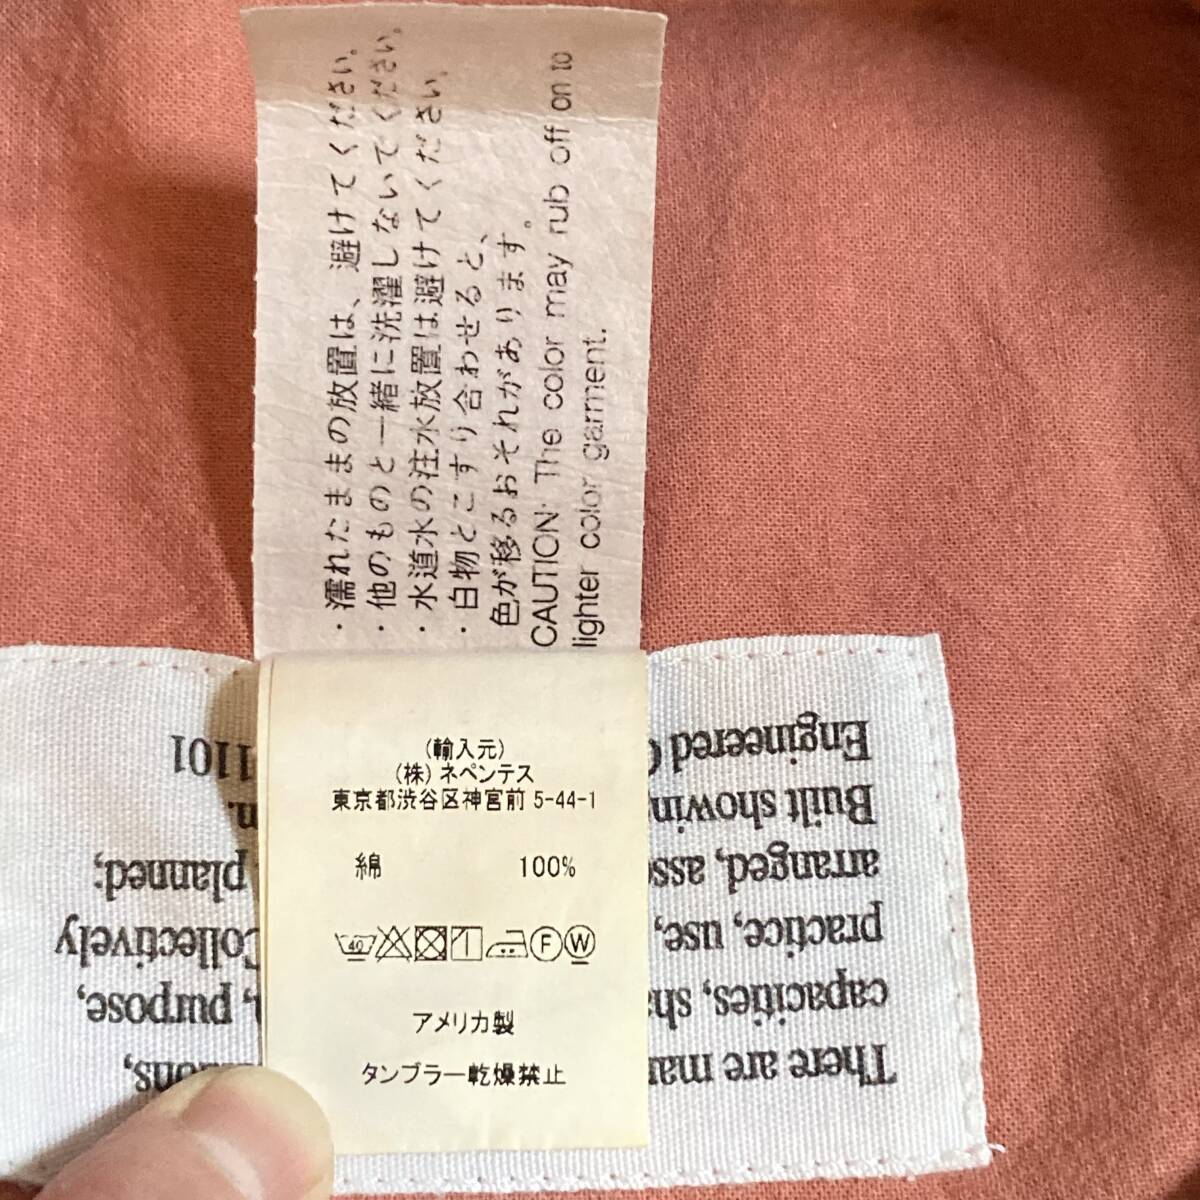 ・濡れたままの放置は、避けてください。
・他のものと一緒に洗濯しないでください。
・水道水の注水放置は避けてください。
・白物とこすり合わせると、
色が移るおそれがあります。
CAUTION: The color may rub off on to
lighter color garment.
(輸入元)
(株)ネペンテス
東京都渋谷区神宮前 5-44-1
綿 100%
40 F W
アメリカ製
タンブラー乾燥禁止
There are
capacities, purpose,
practice, use, Collectively
arranged, planned;
Built
Engineered 1101